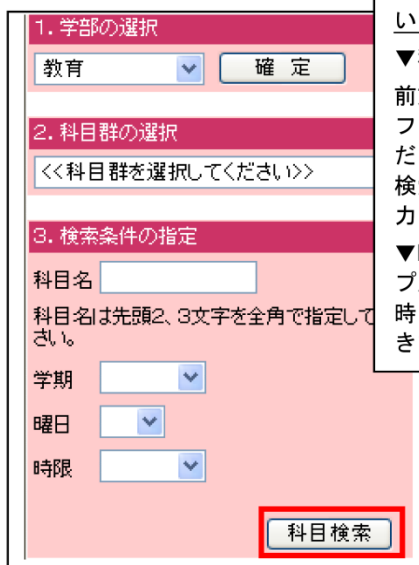 1. 学部の選択
教育
確 定
2. 科目群の選択
<<科目群を選択してください>>
3. 検索条件の指定
科目名
科目名は先頭2、3文字を全角で指定して
さい。
学期
曜日
時限
科目検索
い
▼
前
フ
だ
検
カ
▼
プ
時
き